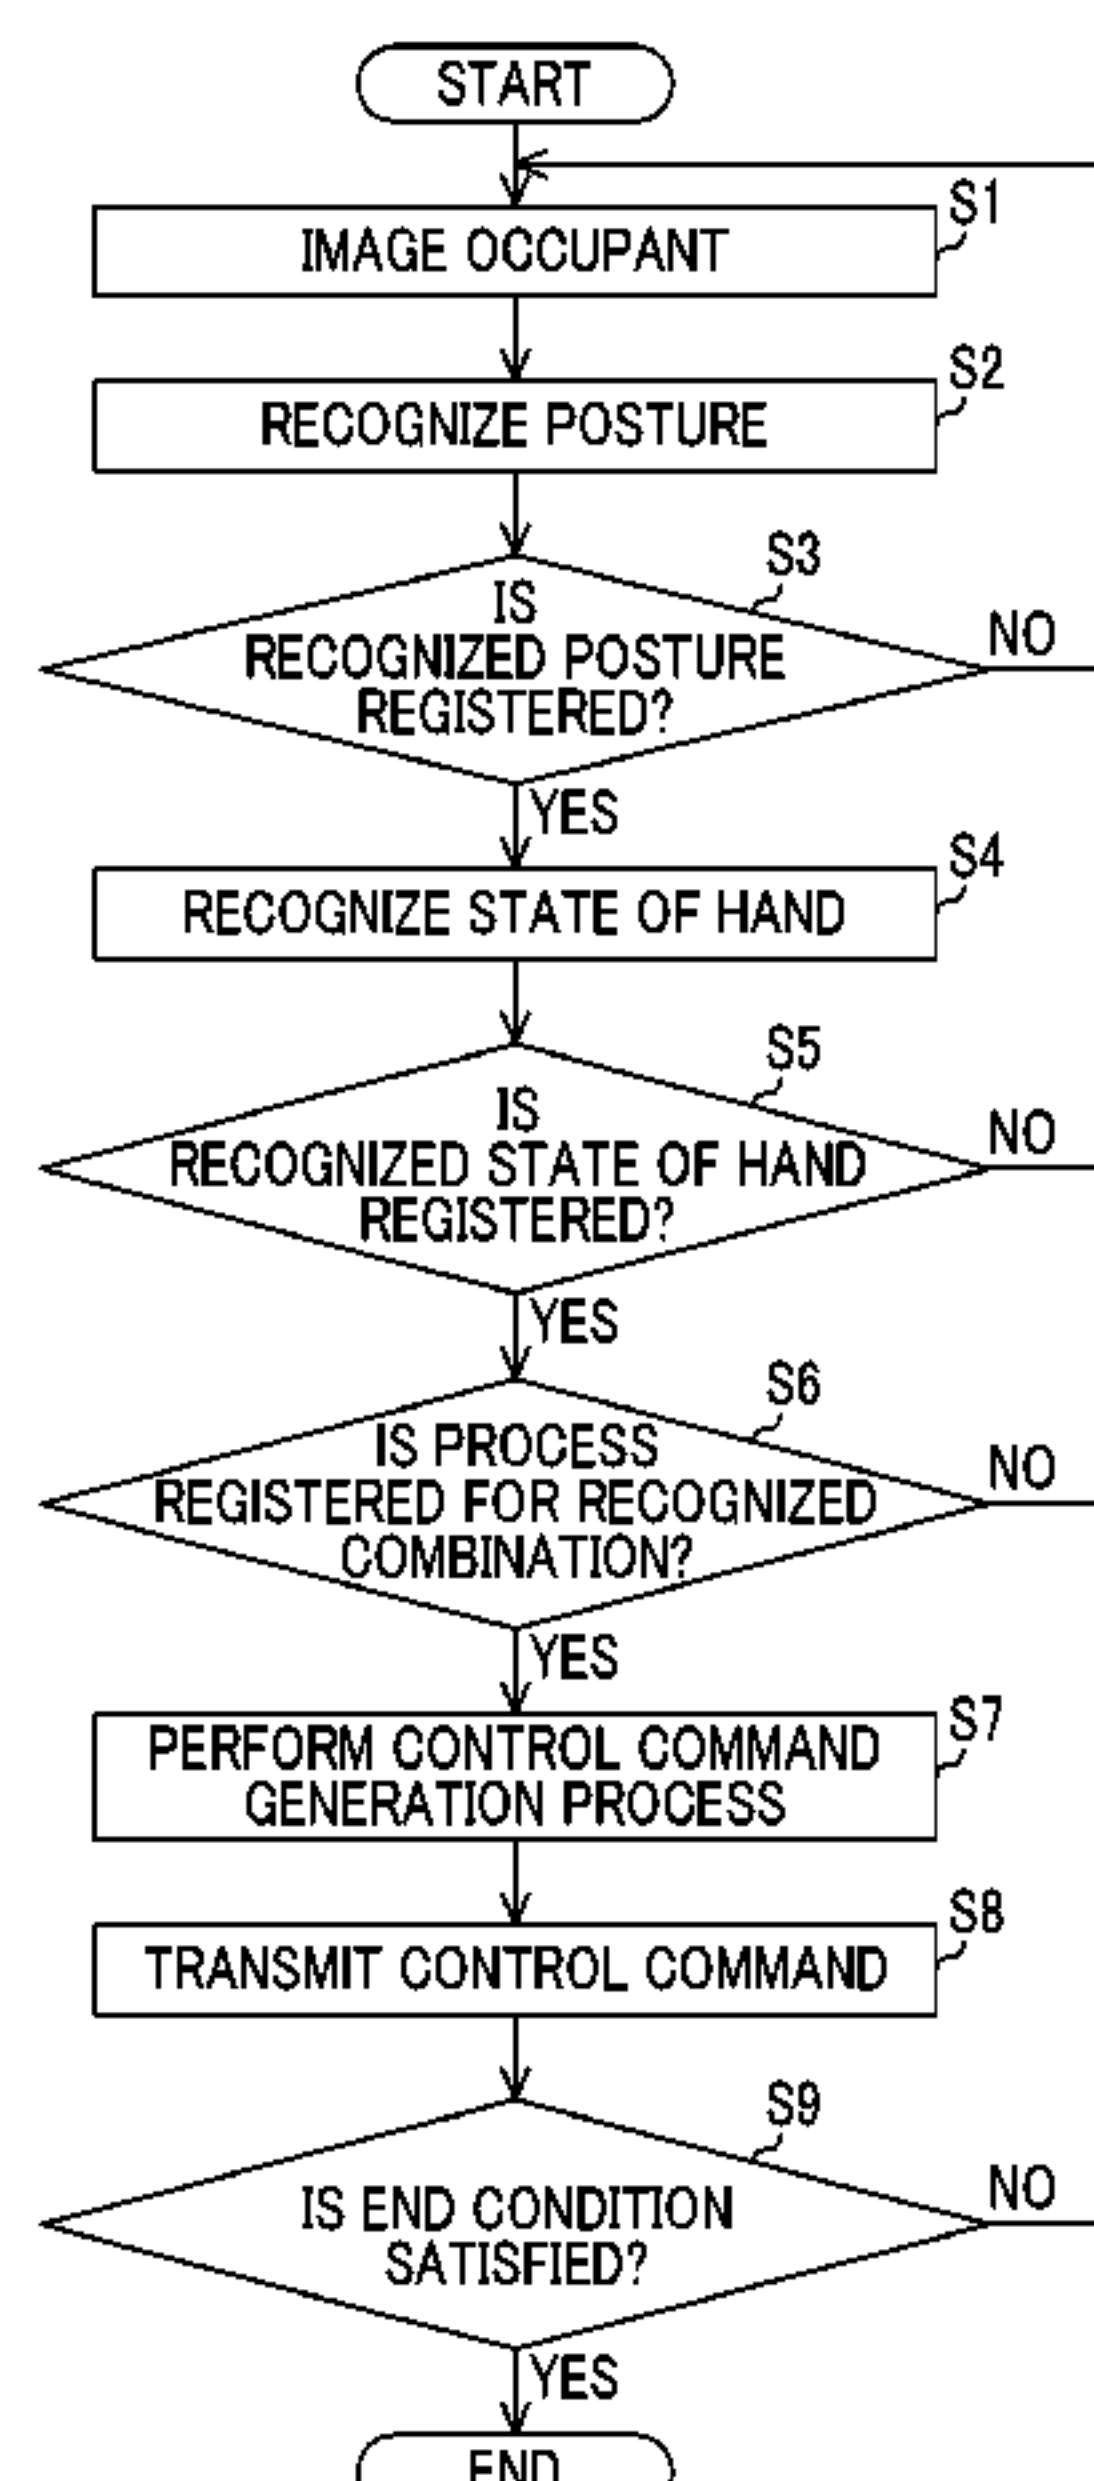 START
S1
IMAGE OCCUPANT
S2
RECOGNIZE POSTURE
S3
IS
RECOGNIZED POSTURE
REGISTERED?
NO
YES
S4
RECOGNIZE STATE OF HAND
S5
IS
RECOGNIZED STATE OF HAND
REGISTERED?
NO
YES
S6
IS PROCESS
REGISTERED FOR RECOGNIZED
COMBINATION?
NO
YES
S7
PERFORM CONTROL COMMAND
GENERATION PROCESS
S8
TRANSMIT CONTROL COMMAND
S9
IS END CONDITION
SATISFIED?
NO
YES
END